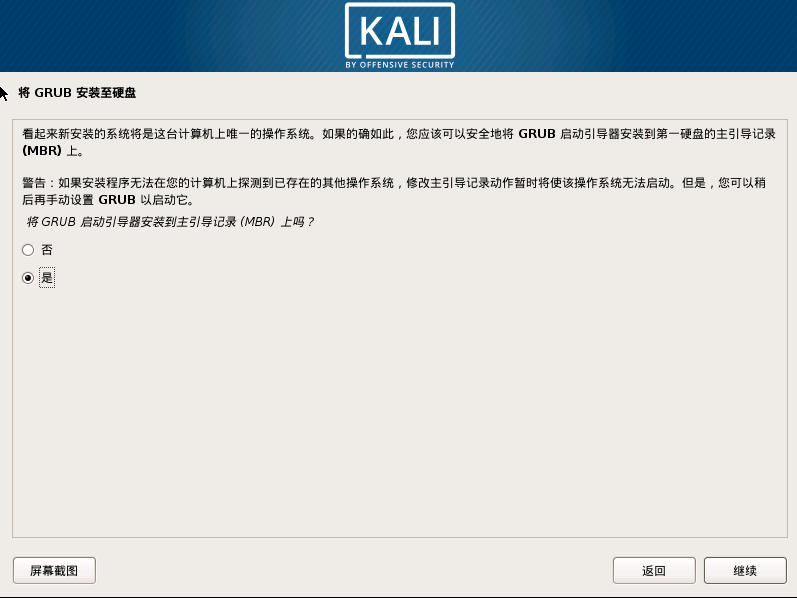 KALI
BY OFFENSIVE SECURITY
将 GRUB 安装至硬盘
看起来新安装的系统将是这台计算机上唯一的操作系统。如果的确如此，您应该可以安全地将 GRUB 启动引导器安装到第一硬盘的主引导记录
(MBR) 上。
警告：如果安装程序无法在您的计算机上探测到已存在的其他操作系统，修改主引导记录动作暂时将使该操作系统无法启动。但是，您可以稍
后再手动设置 GRUB 以启动它。
将 GRUB 启动引导器安装到主引导记录 (MBR) 上吗？
否
是
屏幕截图
返回
继续